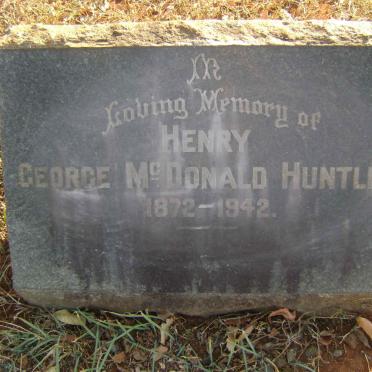 In
Loving Memory of
HENRY
GEORGE McDONALD HUNTL
1872-1942.